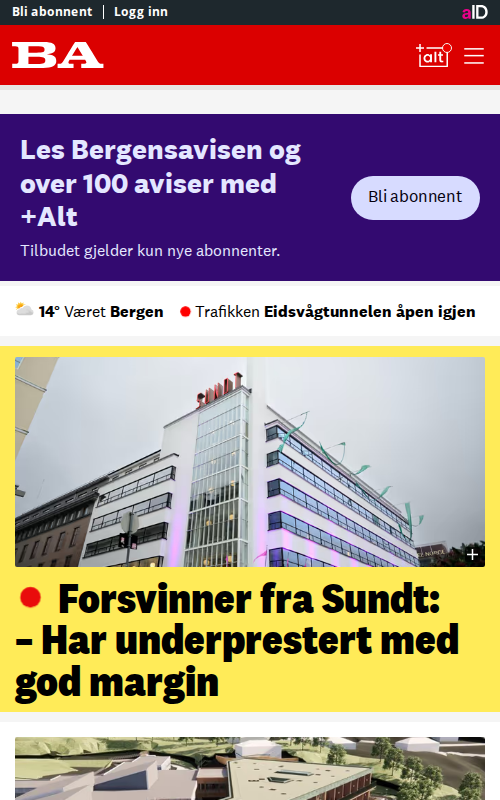 Bli abonnent | Logg inn
aID
BA
+alt
Les Bergensavisen og
over 100 aviser med
+Alt
Tilbudet gjelder kun nye abonnenter.
Bli abonnent
14° Været Bergen
Trafikken Eidsvågtunnelen åpen igjen
SUNDT
Forsvinner fra Sundt:
– Har underprestert med
god margin